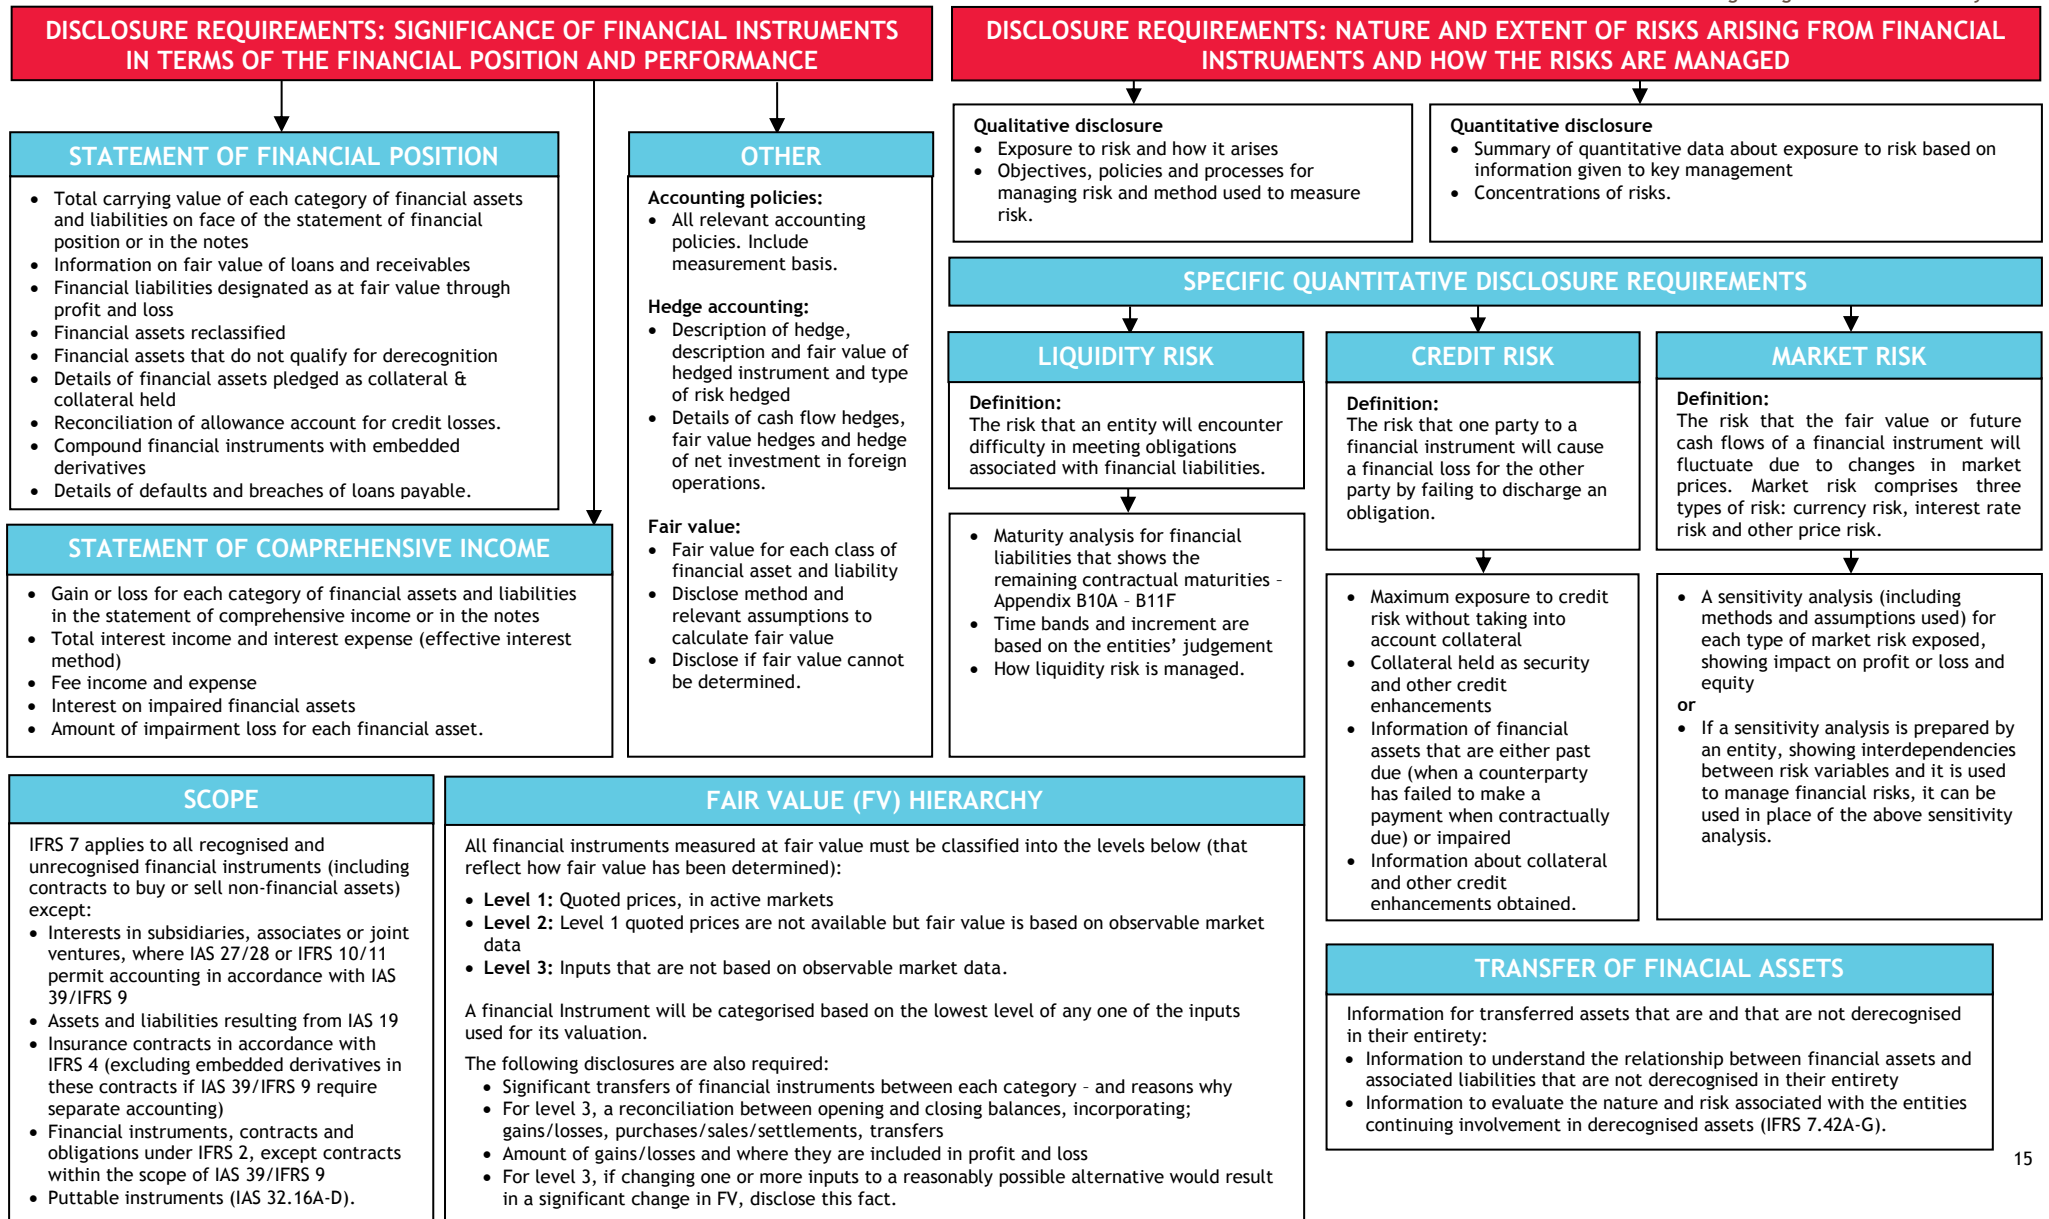 DISCLOSURE REQUIREMENTS: SIGNIFICANCE OF FINANCIAL INSTRUMENTS
IN TERMS OF THE FINANCIAL POSITION AND PERFORMANCE
STATEMENT OF FINANCIAL POSITION
• Total carrying value of each category of financial assets
and liabilities on face of the statement of financial
position or in the notes
• Information on fair value of loans and receivables
• Financial liabilities designated as at fair value through
profit and loss
• Financial assets reclassified
• Financial assets that do not qualify for derecognition
• Details of financial assets pledged as collateral &
collateral held
• Reconciliation of allowance account for credit losses.
• Compound financial instruments with embedded
derivatives
• Details of defaults and breaches of loans payable.
STATEMENT OF COMPREHENSIVE INCOME
• Gain or loss for each category of financial assets and liabilities
in the statement of comprehensive income or in the notes
• Total interest income and interest expense (effective interest
method)
• Fee income and expense
• Interest on impaired financial assets
• Amount of impairment loss for each financial asset.
OTHER
Accounting policies:
• All relevant accounting
policies. Include
measurement basis.
Hedge accounting:
• Description of hedge,
description and fair value of
hedged instrument and type
of risk hedged
• Details of cash flow hedges,
fair value hedges and hedge
of net investment in foreign
operations.
Fair value:
• Fair value for each class of
financial asset and liability
• Disclose method and
relevant assumptions to
calculate fair value
• Disclose if fair value cannot
be determined.
DISCLOSURE REQUIREMENTS: NATURE AND EXTENT OF RISKS ARISING FROM FINANCIAL
INSTRUMENTS AND HOW THE RISKS ARE MANAGED
Qualitative disclosure
• Exposure to risk and how it arises
• Objectives, policies and processes for
managing risk and method used to measure
risk.
Quantitative disclosure
• Summary of quantitative data about exposure to risk based on
information given to key management
• Concentrations of risks.
SPECIFIC QUANTITATIVE DISCLOSURE REQUIREMENTS
LIQUIDITY RISK
Definition:
The risk that an entity will encounter
difficulty in meeting obligations
associated with financial liabilities.
• Maturity analysis for financial
liabilities that shows the
remaining contractual maturities –
Appendix B10A – B11F
• Time bands and increment are
based on the entities’ judgement
• How liquidity risk is managed.
CREDIT RISK
Definition:
The risk that one party to a
financial instrument will cause
a financial loss for the other
party by failing to discharge an
obligation.
• Maximum exposure to credit
risk without taking into
account collateral
• Collateral held as security
and other credit
enhancements
• Information of financial
assets that are either past
due (when a counterparty
has failed to make a
payment when contractually
due) or impaired
• Information about collateral
and other credit
enhancements obtained.
MARKET RISK
Definition:
The risk that the fair value or future
cash flows of a financial instrument will
fluctuate due to changes in market
prices. Market risk comprises three
types of risk: currency risk, interest rate
risk and other price risk.
• A sensitivity analysis (including
methods and assumptions used) for
each type of market risk exposed,
showing impact on profit or loss and
equity
or
• If a sensitivity analysis is prepared by
an entity, showing interdependencies
between risk variables and it is used
to manage financial risks, it can be
used in place of the above sensitivity
analysis.
SCOPE
IFRS 7 applies to all recognised and
unrecognised financial instruments (including
contracts to buy or sell non-financial assets)
except:
• Interests in subsidiaries, associates or joint
ventures, where IAS 27/28 or IFRS 10/11
permit accounting in accordance with IAS
39/IFRS 9
• Assets and liabilities resulting from IAS 19
• Insurance contracts in accordance with
IFRS 4 (excluding embedded derivatives in
these contracts if IAS 39/IFRS 9 require
separate accounting)
• Financial instruments, contracts and
obligations under IFRS 2, except contracts
within the scope of IAS 39/IFRS 9
• Puttable instruments (IAS 32.16A-D).
FAIR VALUE (FV) HIERARCHY
All financial instruments measured at fair value must be classified into the levels below (that
reflect how fair value has been determined):
• Level 1: Quoted prices, in active markets
• Level 2: Level 1 quoted prices are not available but fair value is based on observable market
data
• Level 3: Inputs that are not based on observable market data.
A financial Instrument will be categorised based on the lowest level of any one of the inputs
used for its valuation.
The following disclosures are also required:
• Significant transfers of financial instruments between each category – and reasons why
• For level 3, a reconciliation between opening and closing balances, incorporating;
gains/losses, purchases/sales/settlements, transfers
• Amount of gains/losses and where they are included in profit and loss
• For level 3, if changing one or more inputs to a reasonably possible alternative would result
in a significant change in FV, disclose this fact.
TRANSFER OF FINACIAL ASSETS
Information for transferred assets that are and that are not derecognised
in their entirety:
• Information to understand the relationship between financial assets and
associated liabilities that are not derecognised in their entirety
• Information to evaluate the nature and risk associated with the entities
continuing involvement in derecognised assets (IFRS 7.42A-G).
15